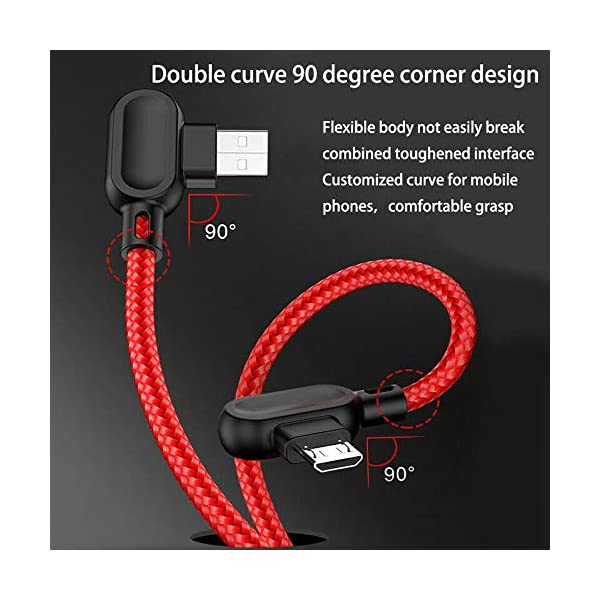 Double curve 90 degree corner design
Flexible body not easily break
combined toughened interface
Customized curve for mobile
phones, comfortable grasp
90°
90°